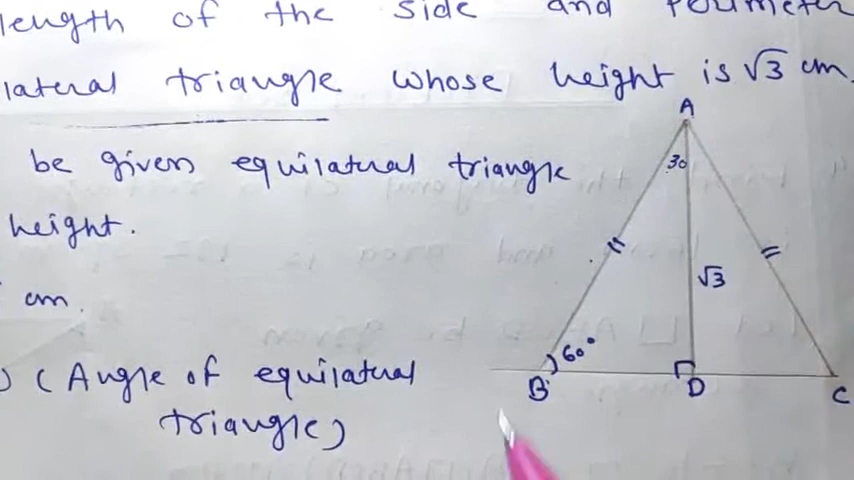 length of the side and Perimeter
lateral triangle whose height is √3 cm.
be given equilateral triangle
height.
cm.
(Angle of equilateral
triangle)
A
30
√3
60°
B
D
C